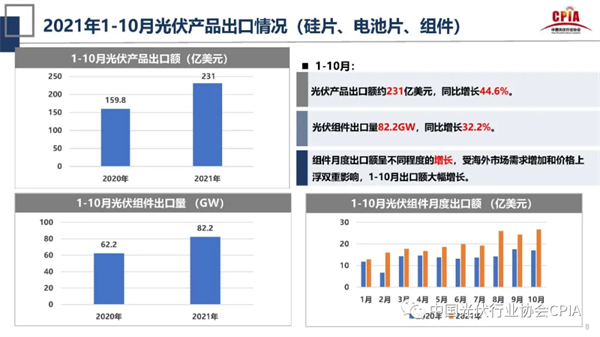 2021年1-10月光伏产品出口情况（硅片、电池片、组件）
CPIA
中国光伏行业协会
1-10月光伏产品出口额（亿美元）
250
200
150
100
50
0
159.8
231
2020年
2021年
1-10月：
光伏产品出口额约231亿美元，同比增长44.6%。
光伏组件出口量82.2GW，同比增长32.2%。
组件月度出口额呈不同程度的增长，受海外市场需求增加和价格上
浮双重影响，1-10月出口额大幅增长。
1-10月光伏组件出口量 （GW）
100
80
60
40
20
0
62.2
82.2
2020年
2021年
1-10月光伏组件月度出口额 （亿美元）
30
20
10
0
1月 2月 3月 4月 5月 6月 7月 8月 9月 10月
2020年 2021年
中国光伏行业协会CPIA
8